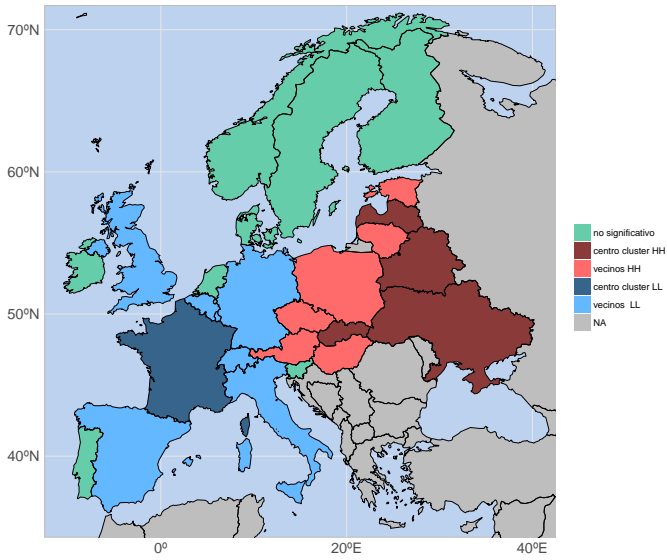 70ºN
60ºN
50ºN
40ºN
0º
20ºE
40ºE
no significativo
centro cluster HH
vecinos HH
centro cluster LL
vecinos  LL
NA